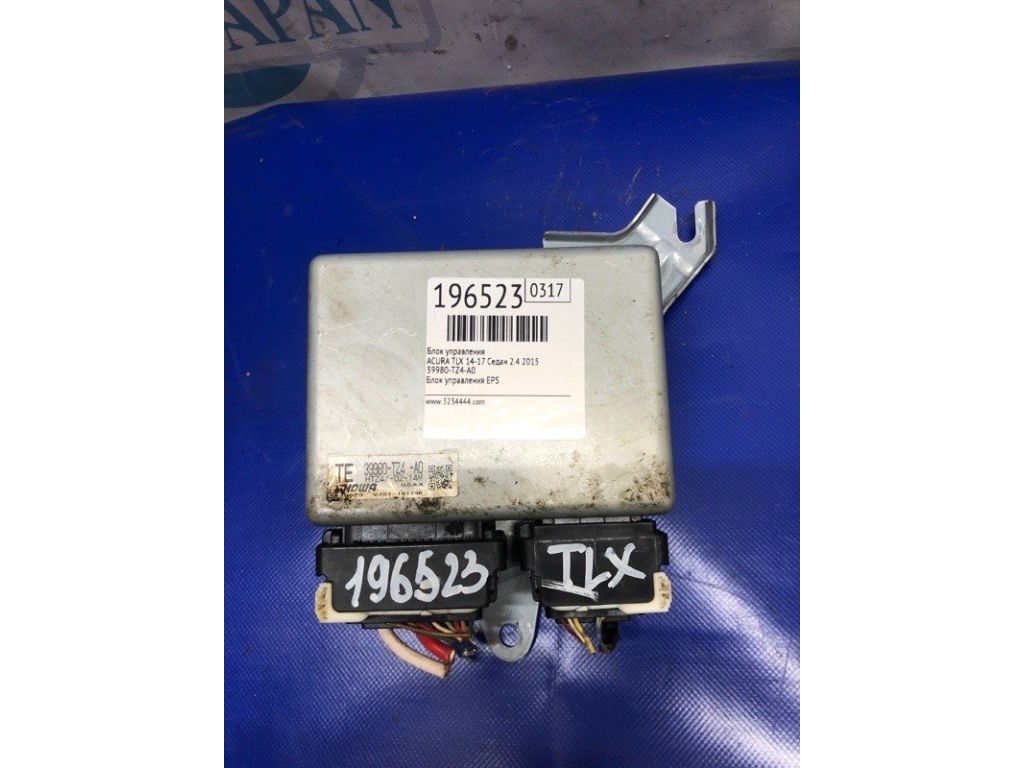 JAPAN
196523 0317
Блок управления
ACURA TLX 14-17 Седан 2.4 2015
39980-TZ4-A0
Блок управления EPS
www.3234444.com
TE 39980-TZ4 -A0
SHOWA
196523 TLX